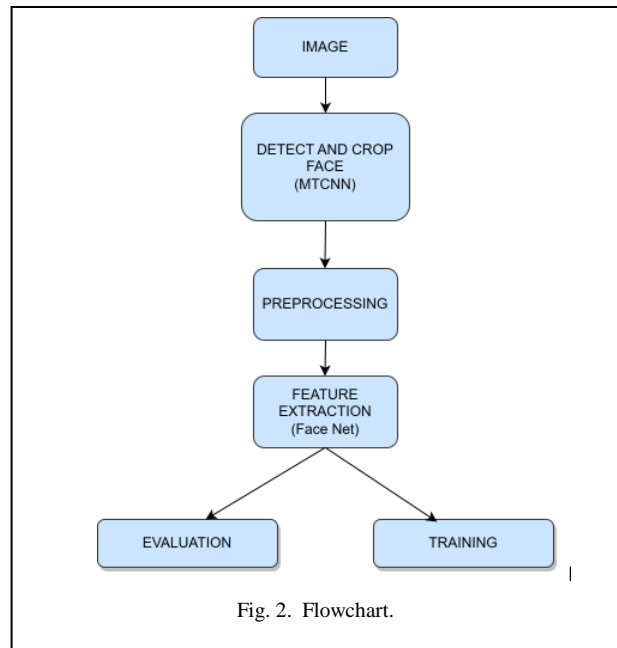 IMAGE
DETECT AND CROP
FACE
(MTCNN)
PREPROCESSING
FEATURE
EXTRACTION
(Face Net)
EVALUATION
TRAINING
Fig. 2. Flowchart.